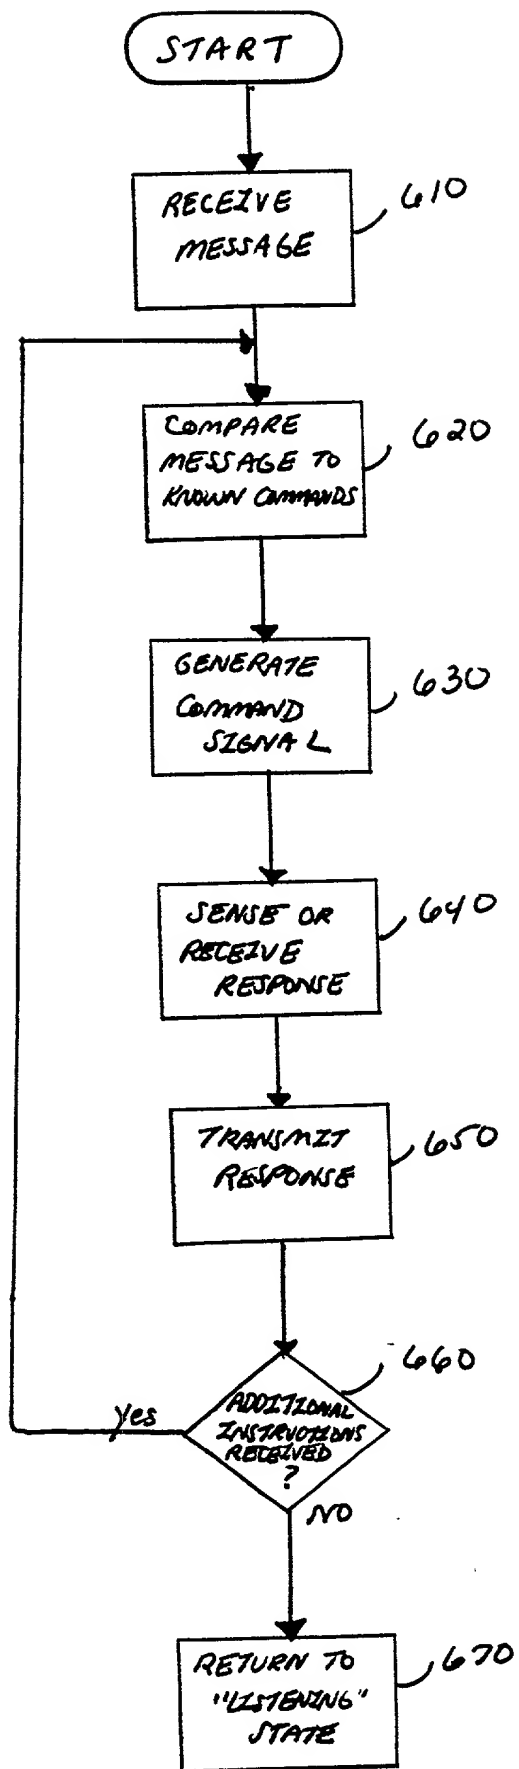 START
RECEIVE
MESSAGE
610
COMPARE
MESSAGE TO
KNOWN COMMANDS
620
GENERATE
COMMAND
SIGNAL
630
SENSE OR
RECEIVE
RESPONSE
640
TRANSMIT
RESPONSE
650
660
ADDITIONAL
INSTRUCTIONS
RECEIVED
?
Yes
NO
RETURN TO
"LISTENING"
STATE
670